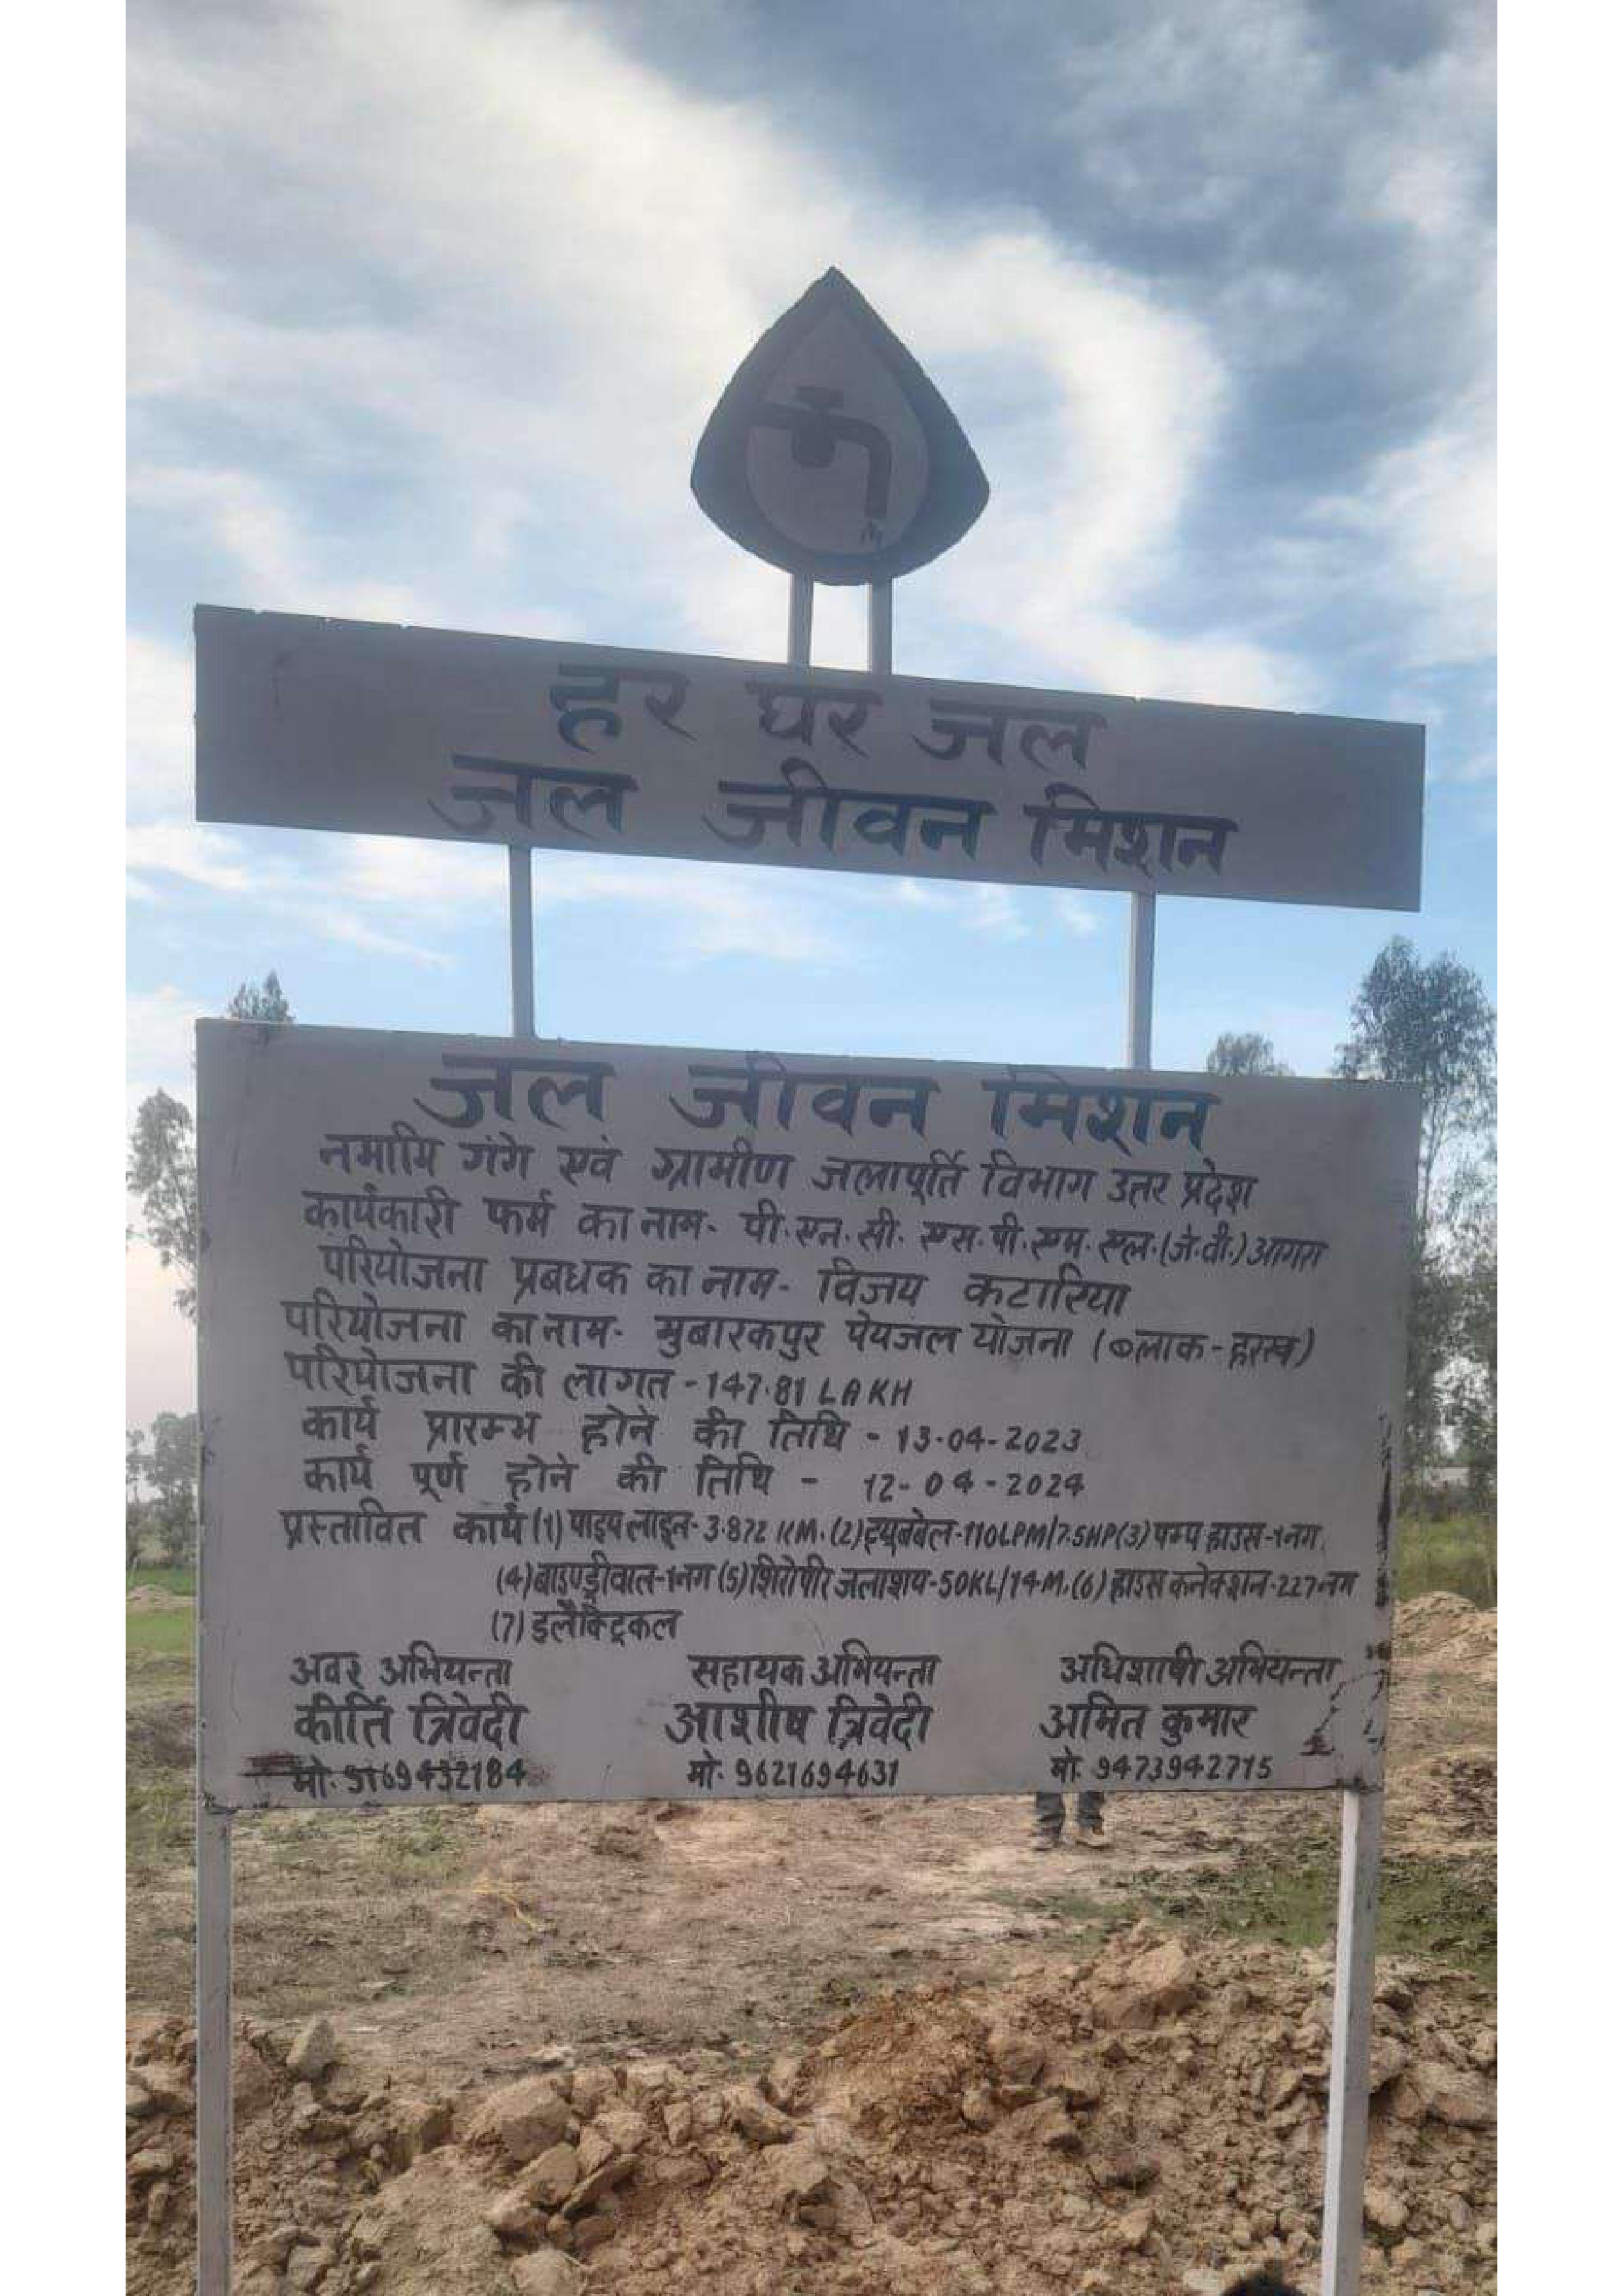 हर घर जल
जल जीवन मिशन
जल जीवन मिशन
नमामि गंगे एवं ग्रामीण जलापूर्ति विभाग उत्तर प्रदेश
कार्यकारी फर्म का नाम- पी.एन.सी. एस.पी.एम.एल.(जे.वी.) आगरा
परियोजना प्रबधक का नाम- विजय कटारिया
परियोजना का नाम- मुबारकपुर पेयजल योजना (ब्लाक-हरख)
परियोजना की लागत - 147.81 LAKH
कार्य प्रारम्भ होने की तिथि - 13-04-2023
कार्य पूर्ण होने की तिथि - 12-04-2024
प्रस्तावित कार्य (1) पाइप लाइन- 3.872 KM. (2) ट्यूबबेल-110LPM/7.5HP (3) पम्प हाउस-1नग
(4) बाउण्ड्रीवाल-1नग (5) शिरोपरि जलाशय-50KL/14M. (6) हाउस कनेक्शन-227नग
(7) इलैक्ट्रिकल
अवर अभियन्ता सहायक अभियन्ता अधिशाषी अभियन्ता
कीर्ति त्रिवेदी आशीष त्रिवेदी अमित कुमार
मो. 9169432184 मो. 9621694631 मो. 9473942715